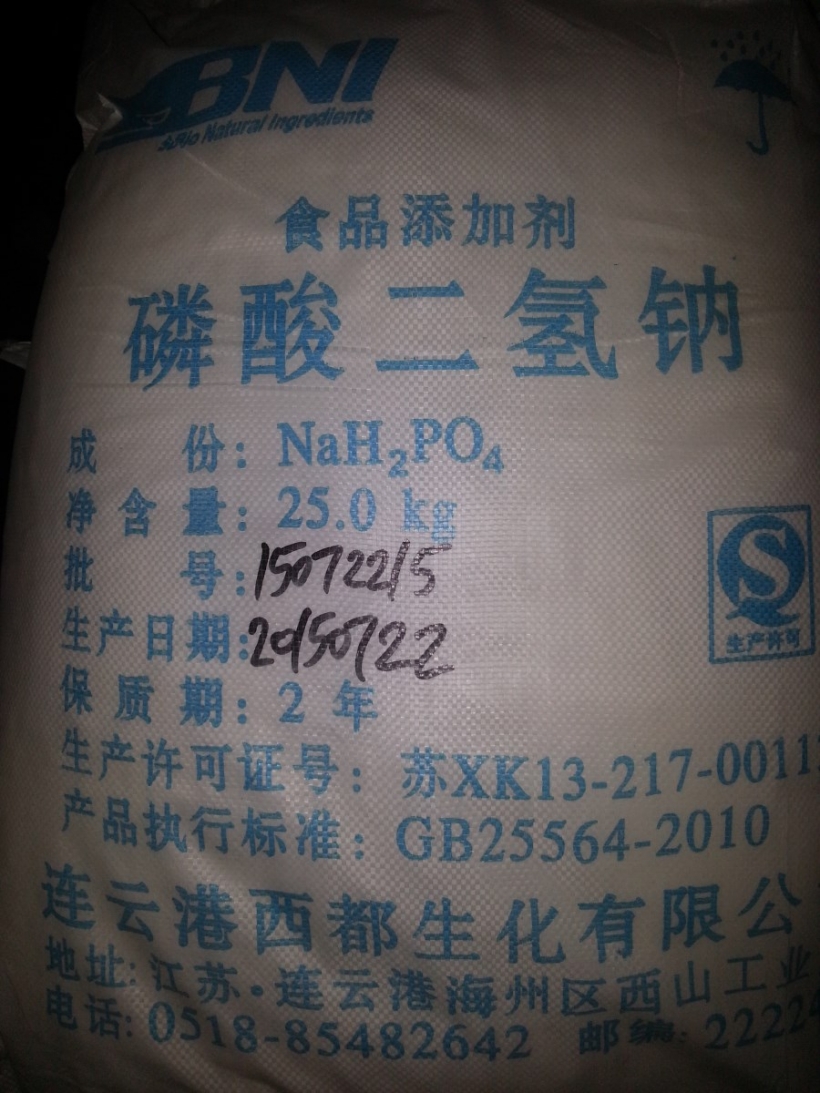 BNI
Bio Natural Ingredients
食品添加剂
磷酸二氢钠
成份：NaH₂PO₄
净含量：25.0 kg
批号：15072215
生产日期：20150722
保质期：2 年
生产许可
生产许可证号：苏XK13-217-0011
产品执行标准：GB25564-2010
连云港西都生化有限公
地址：江苏·连云港海州区西山工业
电话：0518-85482642 邮编：2222